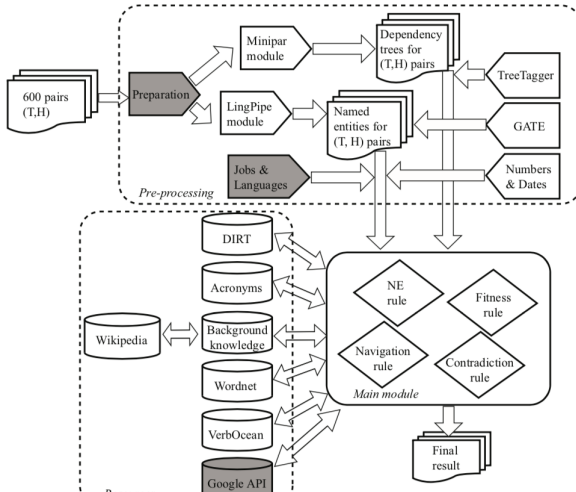 Minipar
module
Dependency
trees for
(T,H) pairs
600 pairs
(T,H)
Preparation
TreeTagger
LingPipe
module
Named
entities for
(T, H) pairs
GATE
Jobs &
Languages
Numbers
& Dates
Pre-processing
DIRT
Acronyms
Wikipedia
Background
knowledge
Wordnet
VerbOcean
Google API
NE
rule
Fitness
rule
Navigation
rule
Contradiction
rule
Main module
Final
result